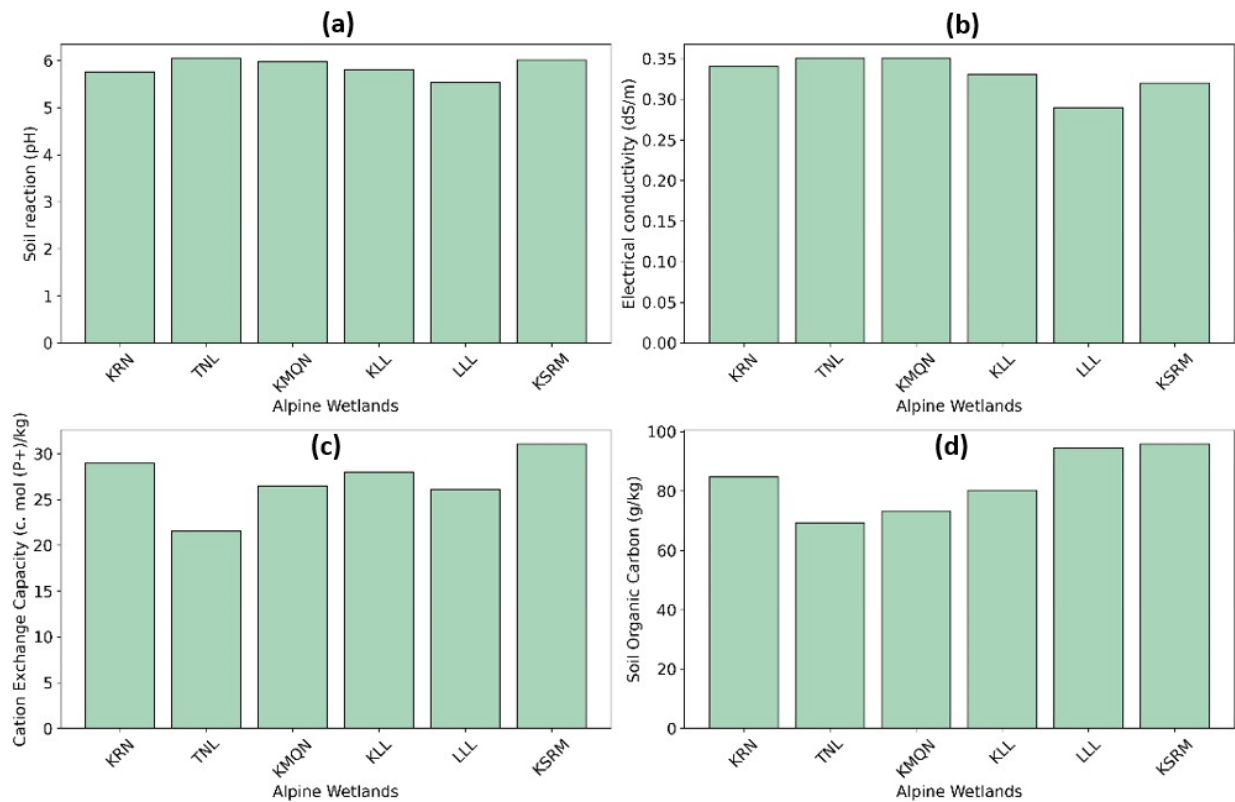 (a)
Soil reaction (pH)
6
5
4
3
2
1
0
KRN TNL KMQN KLL LLL KSRM
Alpine Wetlands
(b)
Electrical conductivity (dS/m)
0.35
0.30
0.25
0.20
0.15
0.10
0.05
0.00
KRN TNL KMQN KLL LLL KSRM
Alpine Wetlands
(c)
Cation Exchange Capacity (c. mol (P+)/kg)
30
25
20
15
10
5
0
KRN TNL KMQN KLL LLL KSRM
Alpine Wetlands
(d)
Soil Organic Carbon (g/kg)
100
80
60
40
20
0
KRN TNL KMQN KLL LLL KSRM
Alpine Wetlands